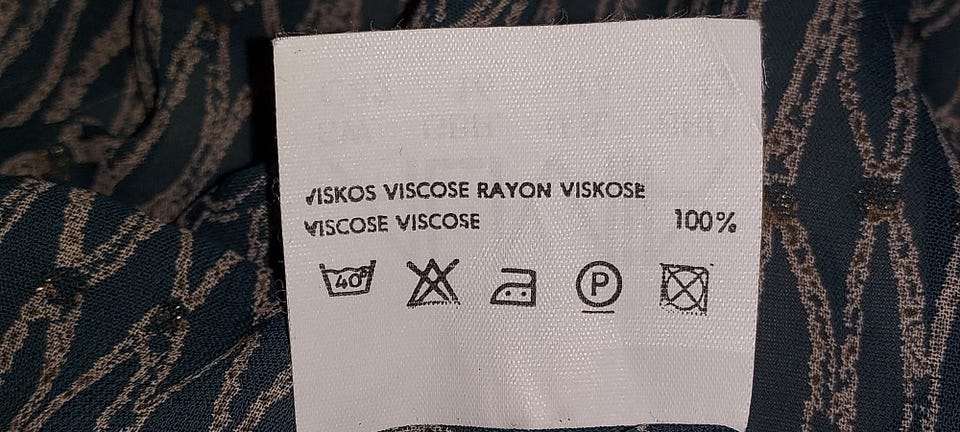 VISKOS VISCOSE RAYON VISKOSE
VISCOSE VISCOSE 100%
40° P